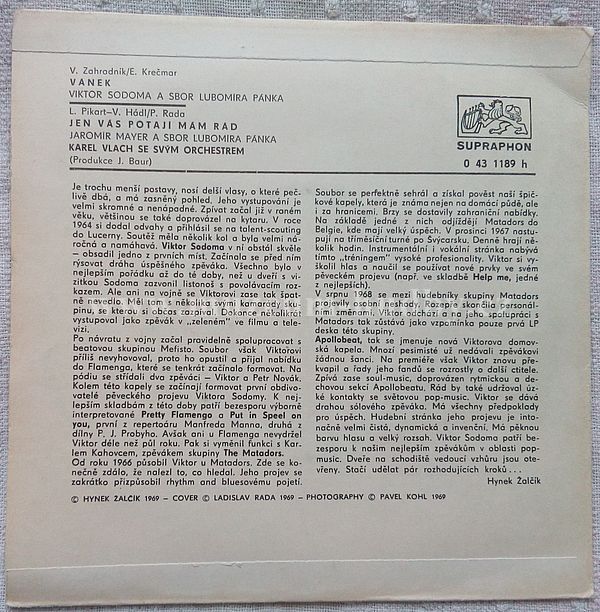 V. Zahradník/E. Krečmar
VANEK
VIKTOR SODOMA A SBOR LUBOMÍRA PÁNKA
L. Pikart—V. Hádl/P. Rada
JEN VÁS POTAJÍ MÁM RÁD
JAROMÍR MAYER A SBOR LUBOMÍRA PÁNKA
KAREL VLACH SE SVÝM ORCHESTREM
(Produkce J. Baur)
SUPRAPHON
0 43 1189 h
Je trochu menší postavy, nosí delší vlasy, o které peč-
livě dbá, a má zasněný pohled. Jeho vystupování je
velmi skromné a nenápadné. Zpívat začal již v raném
věku, většinou se také doprovázel na kytaru. V roce
1964 si dodal odvahy a přihlásil se na talent-scouting
do Lucerny. Soutěž měla několik kol a byla velmi ná-
ročná a namáhavá. Viktor Sodoma v ní obstál skvěle
— obsadil jedno z prvních míst. Začínala se před ním
rýsovat dráha úspěšného zpěváka. Všechno bylo v
nejlepším pořádku až do té doby, než u dveří s vi-
zitkou Sodoma zazvonil listonoš s povolávacím roz-
kazem. Ale ani na vojně se Viktorovi zase tak špat-
ně nevedlo. Měl tam s několika svými kamarády sku-
pinu, se kterou si občas zazpíval. Dokonce několikrát
vystupoval jako zpěvák v „zeleném" ve filmu a tele-
vizi.
Po návratu z vojny začal pravidelně spolupracovat s
beatovou skupinou Mefisto. Soubor však Viktorovi
příliš nevyhovoval, proto ho opustil a přijal nabídku
do Flamenga, které se tenkrát začínalo formovat. Na
pódiu se střídali dva zpěváci — Viktor a Petr Novák.
Kolem této kapely se začínají formovat první obdivo-
vatelé pěveckého projevu Viktora Sodomy. K nej-
lepším skladbám z této doby patří bezesporu výborně
interpretované Pretty Flamengo a Put in Speel on
you, první z repertoáru Manfreda Manna, druhá z
dílny P. J. Probyho. Avšak ani u Flamenga nevydržel
Viktor déle než půl roku. Pak si vyměnil funkci s Kar-
lem Kahovcem, zpěvákem skupiny The Matadors.
Od roku 1966 působil Viktor u Matadors. Zde se ko-
nečně zdálo, že nalezl to, co hledal. Jeho projev se
zakrátko přizpůsobil rhythm and bluesovému pojetí.
Soubor se perfektně sehrál a získal pověst naší špič-
kové kapely, která je známa nejen na domácí půdě, ale
i za hranicemi. Brzy se dostavily zahraniční nabídky.
Na základě jedné z nich odjíždějí Matadors do
Belgie, kde mají velký úspěch. V prosinci 1967 nastu-
pují na tříměsíční turné po Švýcarsku. Denně hrají ně-
kolik hodin. Instrumentální i vokální stránka nabývá
tímto „tréningem" vysoké profesionality. Viktor si vy-
školil hlas a naučil se používat nové prvky ve svém
pěveckém projevu (např. ve skladbě Help me, jedné
z nejlepších).
V srpnu 1968 se mezi hudebníky skupiny Matadors
projevily osobní neshody. Rozepře skončila personál-
ními změnami, Viktor odchází a na jeho spolupráci s
Matadors tak zůstává jako vzpomínka pouze prvá LP
deska této skupiny.
Apollobeat, tak se jmenuje nová Viktorova domov-
ská kapela. Mnozí pesimisté už nedávali zpěvákovi
žádnou šanci. Na premiéře však Viktor znovu pře-
kvapil a řady jeho fandů se rozrostly o další ctitele.
Zpívá zase soul-music, doprovázen rytmickou a de-
chovou sekcí Apollobeatu. Rád by také udržoval úz-
ké kontakty se světovou pop-music. Viktor se dává
drahou sólového zpěváka. Má všechny předpoklady
pro úspěch. Hudební stránka jeho projevu je into-
načně velmi čistá, dynamická a invenční. Má pěknou
barvu hlasu a velký rozsah. Viktor Sodoma patří be-
zesporu k našim nejlepším zpěvákům v oblasti pop-
music. Dveře na schodiště vedoucí vzhůru jsou ote-
vřeny. Stačí udělat pár rozhodujících kroků...
Hynek Žalčík
© HYNEK ŽALČÍK 1969 - COVER © LADISLAV RADA 1969 - PHOTOGRAPHY © PAVEL KOHL 1969